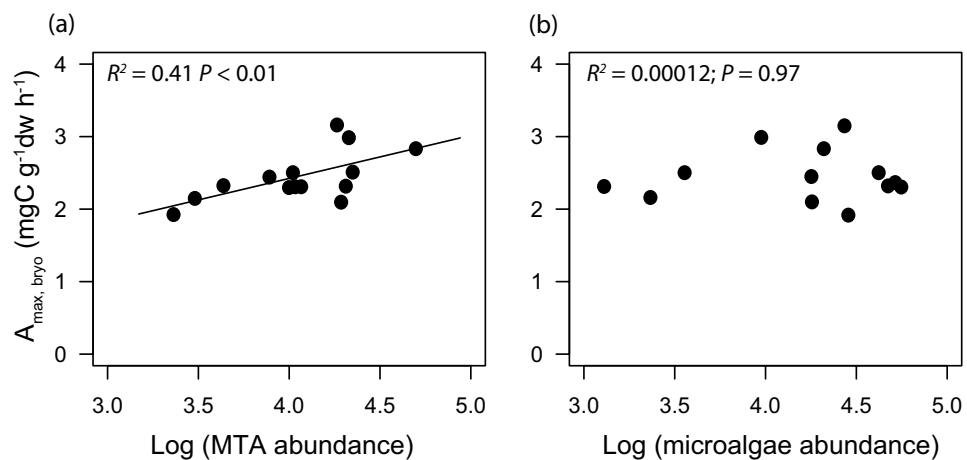 (a)
R² = 0.41 P < 0.01
4
3
2
1
0
A max, bryo (mgC g⁻¹dw h⁻¹)
3.0 3.5 4.0 4.5 5.0
Log (MTA abundance)
(b)
R² = 0.00012; P = 0.97
4
3
2
1
0
3.0 3.5 4.0 4.5 5.0
Log (microalgae abundance)